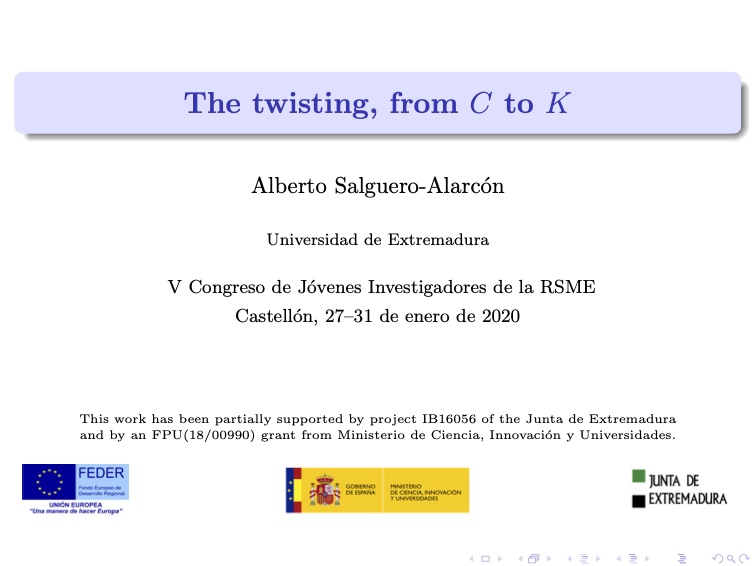 The twisting, from C to K
Alberto Salguero-Alarcón
Universidad de Extremadura
V Congreso de Jóvenes Investigadores de la RSME
Castellón, 27–31 de enero de 2020
This work has been partially supported by project IB16056 of the Junta de Extremadura
and by an FPU(18/00990) grant from Ministerio de Ciencia, Innovación y Universidades.
FEDER
Fondo Europeo de
Desarrollo Regional
UNIÓN EUROPEA
"Una manera de hacer Europa"
GOBIERNO
DE ESPAÑA
MINISTERIO
DE CIENCIA, INNOVACIÓN
Y UNIVERSIDADES
JUNTA DE
EXTREMADURA